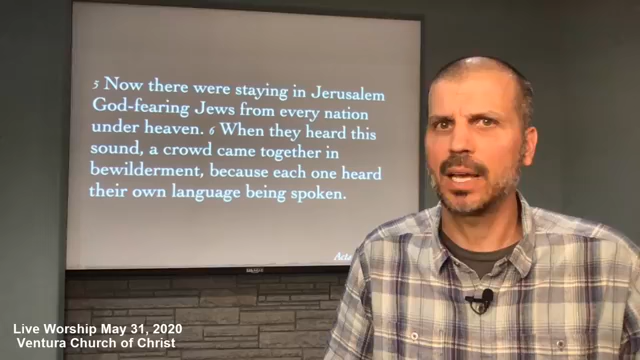 5 Now there were staying in Jerusalem
God-fearing Jews from every nation
under heaven. 6 When they heard this
sound, a crowd came together in
bewilderment, because each one heard
their own language being spoken.
Acts
Live Worship May 31, 2020
Ventura Church of Christ